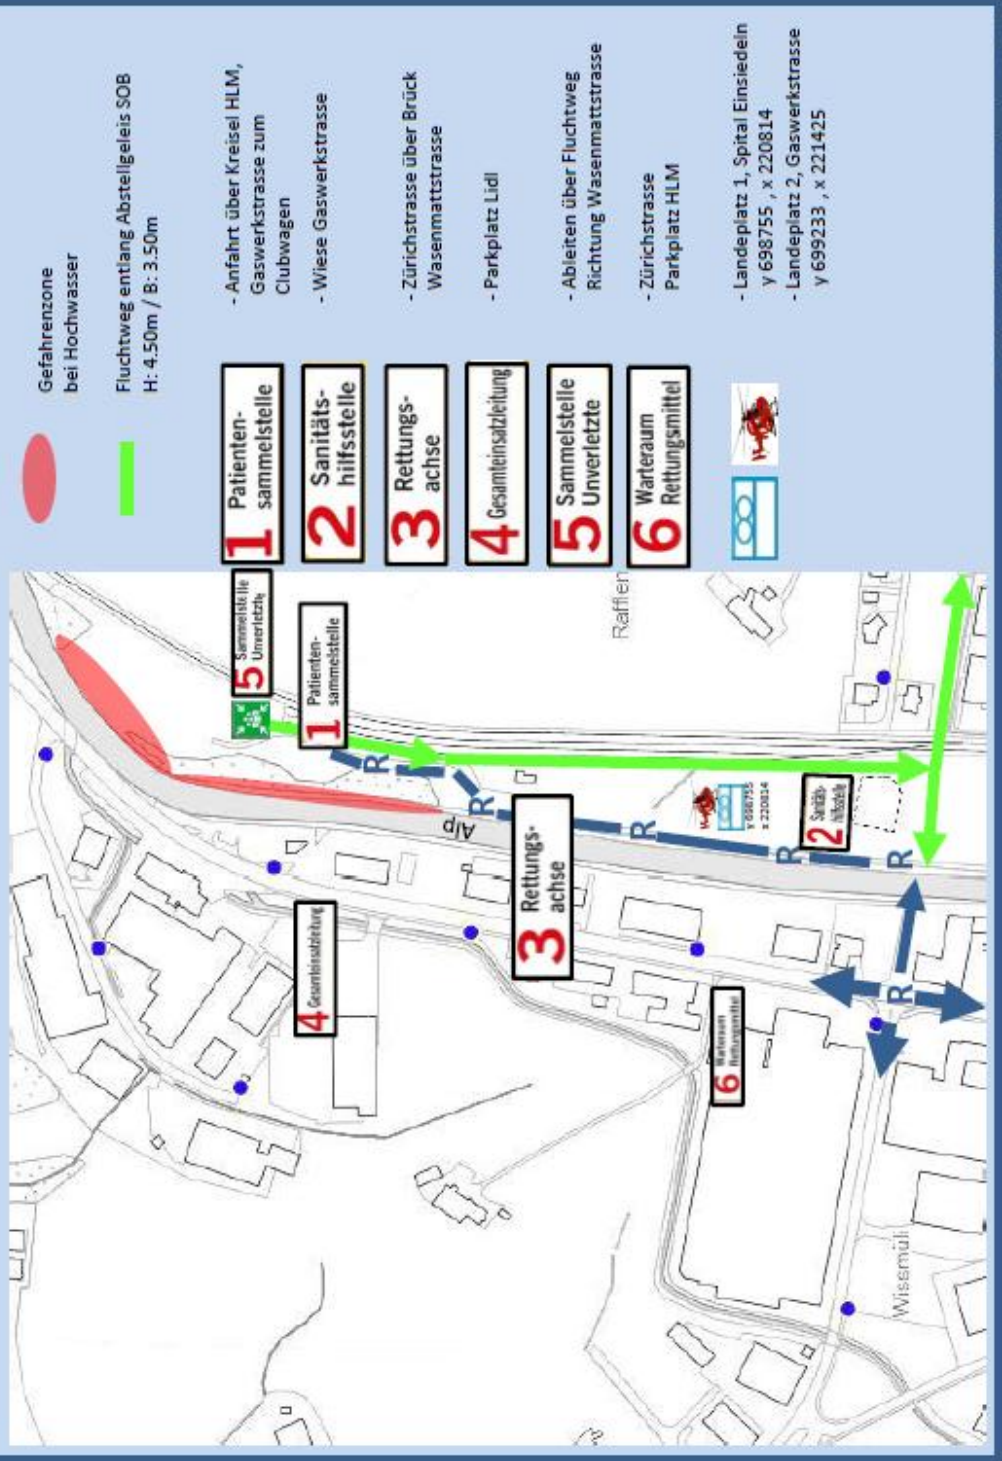 Gefahrenzone
bei Hochwasser
Fluchtweg entlang Abstellgeleis SOB
H: 4.50m / B: 3.50m
1 Patienten-
sammelstelle
- Anfahrt über Kreisel HLM,
Gaswerkstrasse zum
Clubwagen
2 Sanitäts-
hilfsstelle
- Wiese Gaswerkstrasse
3 Rettungs-
achse
- Zürichstrasse über Brück
Wasenmattstrasse
4 Gesamteinsatzleitung
- Parkplatz Lidl
5 Sammelstelle
Unverletzte
- Ableiten über Fluchtweg
Richtung Wasenmattstrasse
6 Warteraum
Rettungsmittel
- Zürichstrasse
Parkplatz HLM
- Landeplatz 1, Spital Einsiedeln
y 698755 , x 220814
- Landeplatz 2, Gaswerkstrasse
y 699233 , x 221425
5 Sammelstelle
Unverletzte
1 Patienten-
sammelstelle
R
R
Alp
3 Rettungs-
achse
R
R
R
R
4 Gesamteinsatzleitung
Raffler
y 698755
x 220814
2 Sanitäts-
hilfsstelle
6 Warteraum
Rettungsmittel
Wissmüli